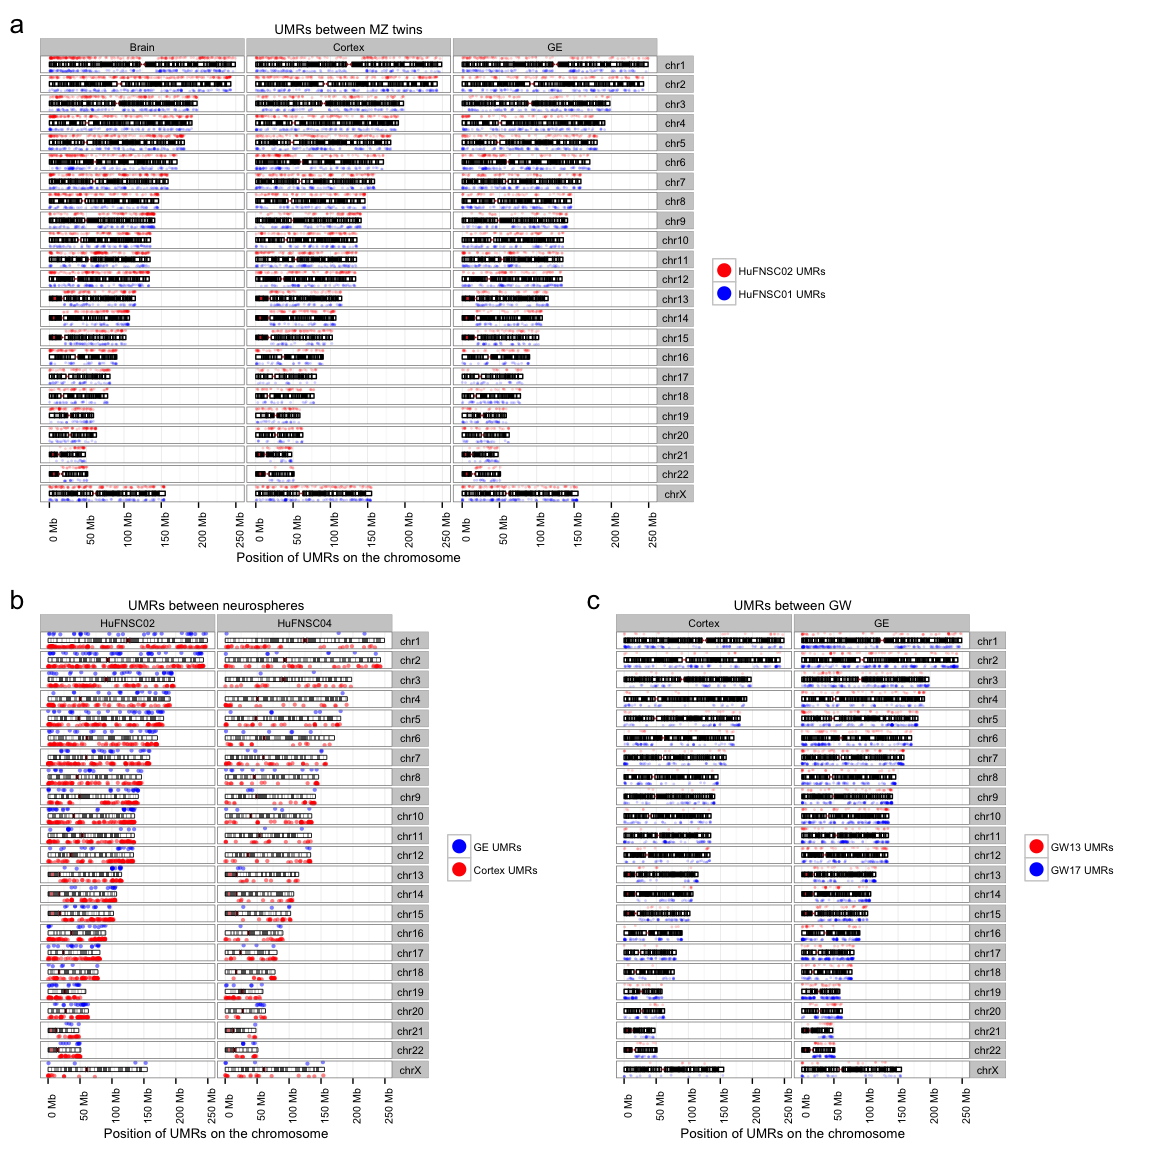 a
UMRs between MZ twins
Brain Cortex GE
chr1
chr2
chr3
chr4
chr5
chr6
chr7
chr8
chr9
chr10
chr11
chr12
chr13
chr14
chr15
chr16
chr17
chr18
chr19
chr20
chr21
chr22
chrX
HuFNSC02 UMRs
HuFNSC01 UMRs
0 Mb 50 Mb 100 Mb 150 Mb 200 Mb 250 Mb 0 Mb 50 Mb 100 Mb 150 Mb 200 Mb 250 Mb 0 Mb 50 Mb 100 Mb 150 Mb 200 Mb 250 Mb
Position of UMRs on the chromosome
b
UMRs between neurospheres
HuFNSC02 HuFNSC04
chr1
chr2
chr3
chr4
chr5
chr6
chr7
chr8
chr9
chr10
chr11
chr12
chr13
chr14
chr15
chr16
chr17
chr18
chr19
chr20
chr21
chr22
chrX
GE UMRs
Cortex UMRs
0 Mb 50 Mb 100 Mb 150 Mb 200 Mb 250 Mb 0 Mb 50 Mb 100 Mb 150 Mb 200 Mb 250 Mb
Position of UMRs on the chromosome
c
UMRs between GW
Cortex GE
chr1
chr2
chr3
chr4
chr5
chr6
chr7
chr8
chr9
chr10
chr11
chr12
chr13
chr14
chr15
chr16
chr17
chr18
chr19
chr20
chr21
chr22
chrX
GW13 UMRs
GW17 UMRs
0 Mb 50 Mb 100 Mb 150 Mb 200 Mb 250 Mb 0 Mb 50 Mb 100 Mb 150 Mb 200 Mb 250 Mb
Position of UMRs on the chromosome